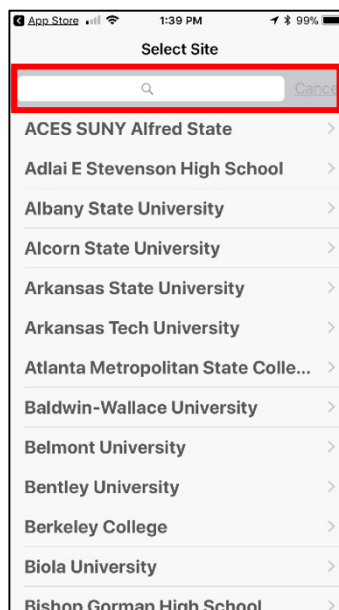 App Store 1:39 PM 99%
Select Site
Cance
ACES SUNY Alfred State
Adlai E Stevenson High School
Albany State University
Alcorn State University
Arkansas State University
Arkansas Tech University
Atlanta Metropolitan State Colle...
Baldwin-Wallace University
Belmont University
Bentley University
Berkeley College
Biola University
Bishop Gorman High School